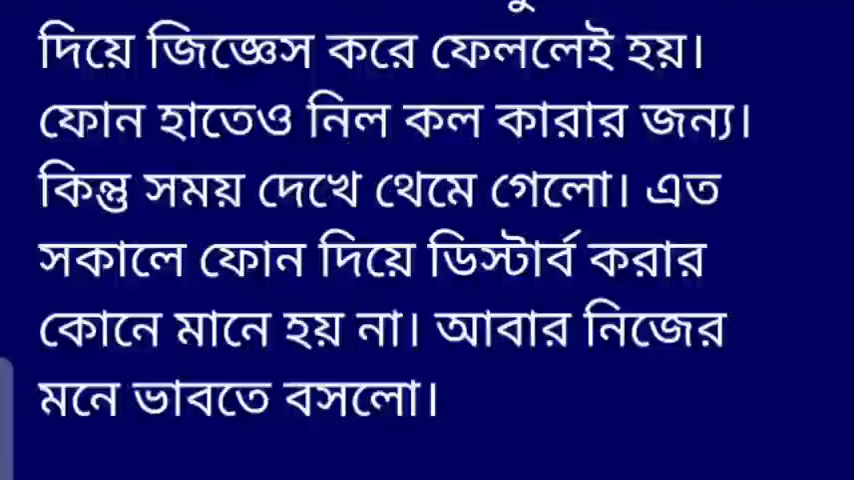 দিয়ে জিজ্ঞেস করে ফেললেই হয়।
ফোন হাতেও নিল কল কারার জন্য।
কিন্তু সময় দেখে থেমে গেলো। এত
সকালে ফোন দিয়ে ডিস্টার্ব করার
কোনে মানে হয় না। আবার নিজের
মনে ভাবতে বসলো।